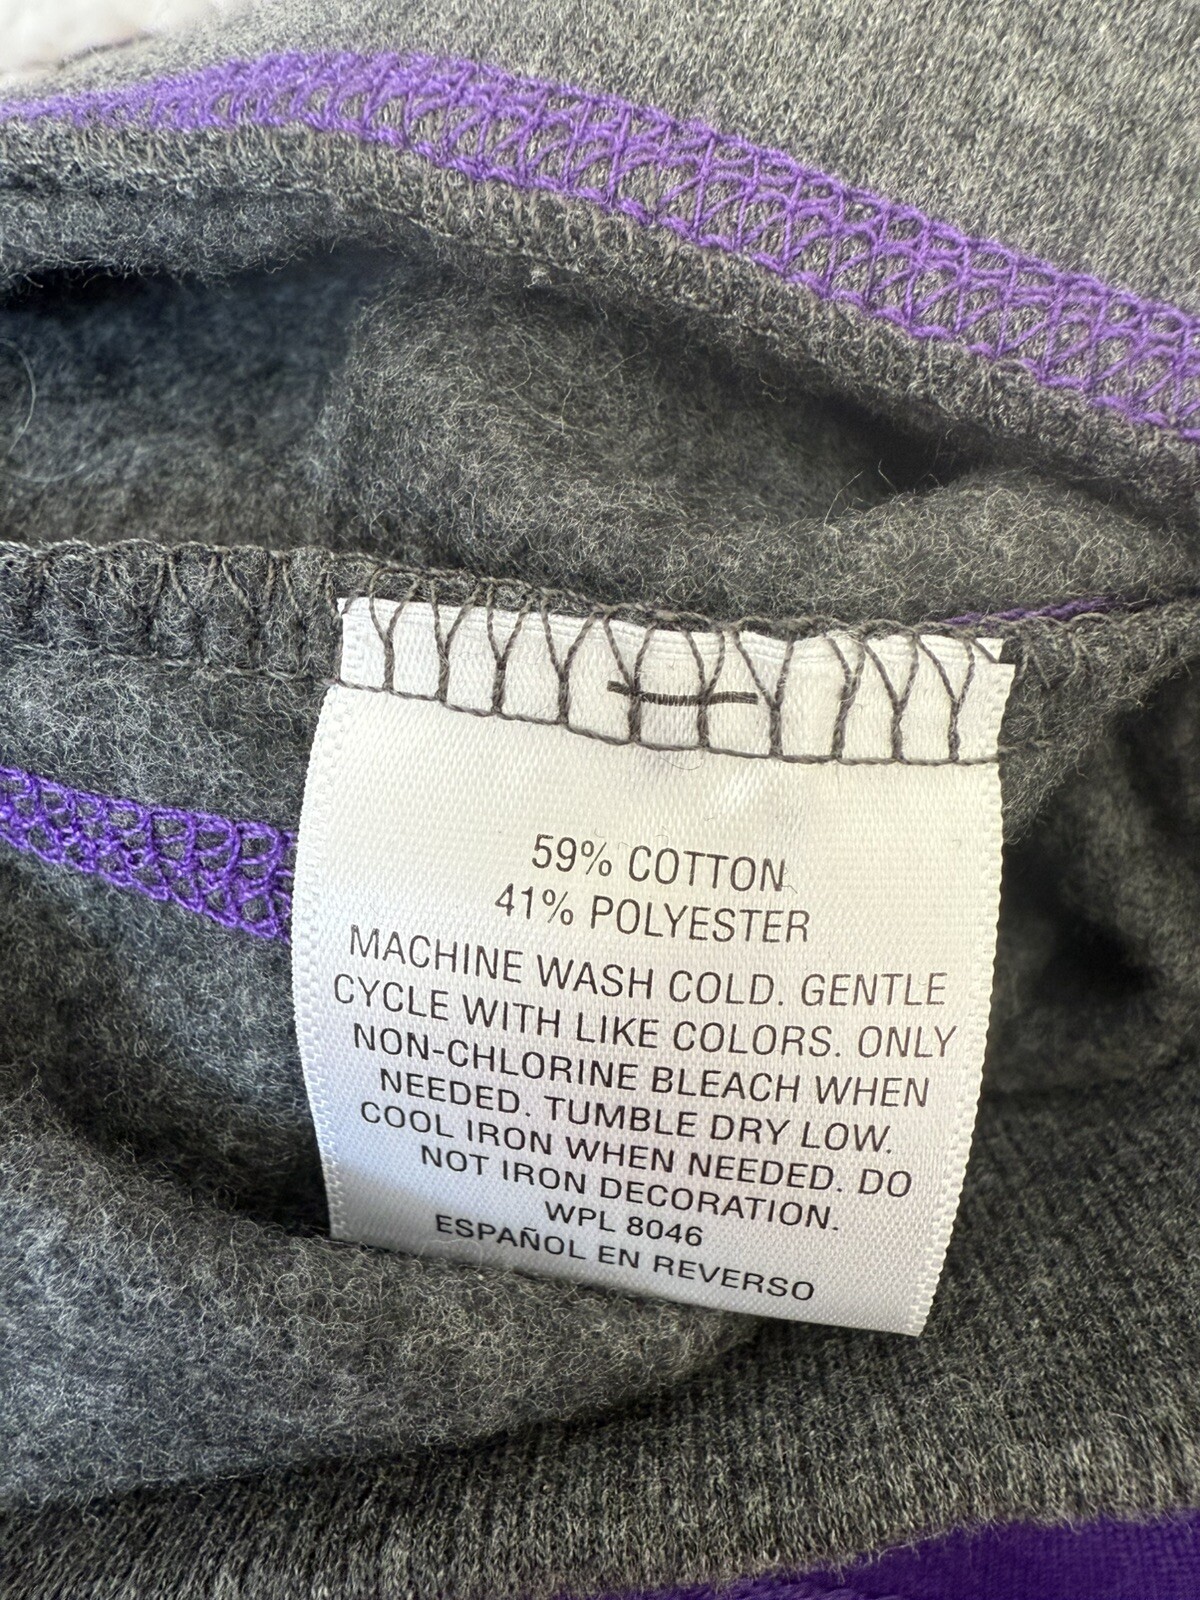 59% COTTON
41% POLYESTER
MACHINE WASH COLD. GENTLE
CYCLE WITH LIKE COLORS. ONLY
NON-CHLORINE BLEACH WHEN
NEEDED. TUMBLE DRY LOW.
COOL IRON WHEN NEEDED. DO
NOT IRON DECORATION.
WPL 8046
ESPAÑOL EN REVERSO